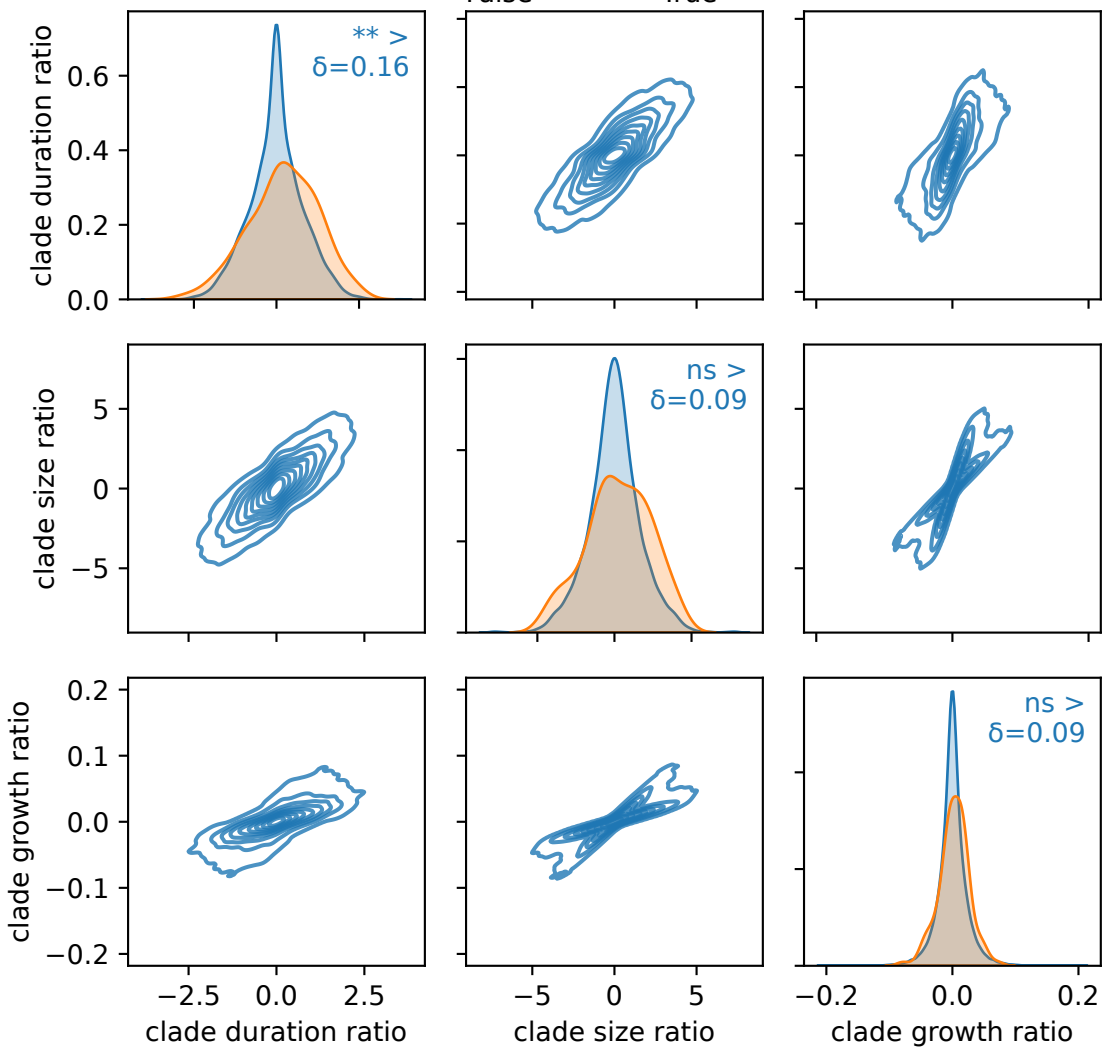 clade duration ratio
0.6
0.4
0.2
0.0
** >
δ=0.16
clade size ratio
5
0
−5
ns >
δ=0.09
clade growth ratio
0.2
0.1
0.0
−0.1
−0.2
ns >
δ=0.09
−2.5 0.0 2.5
clade duration ratio
−5 0 5
clade size ratio
−0.2 0.0 0.2
clade growth ratio